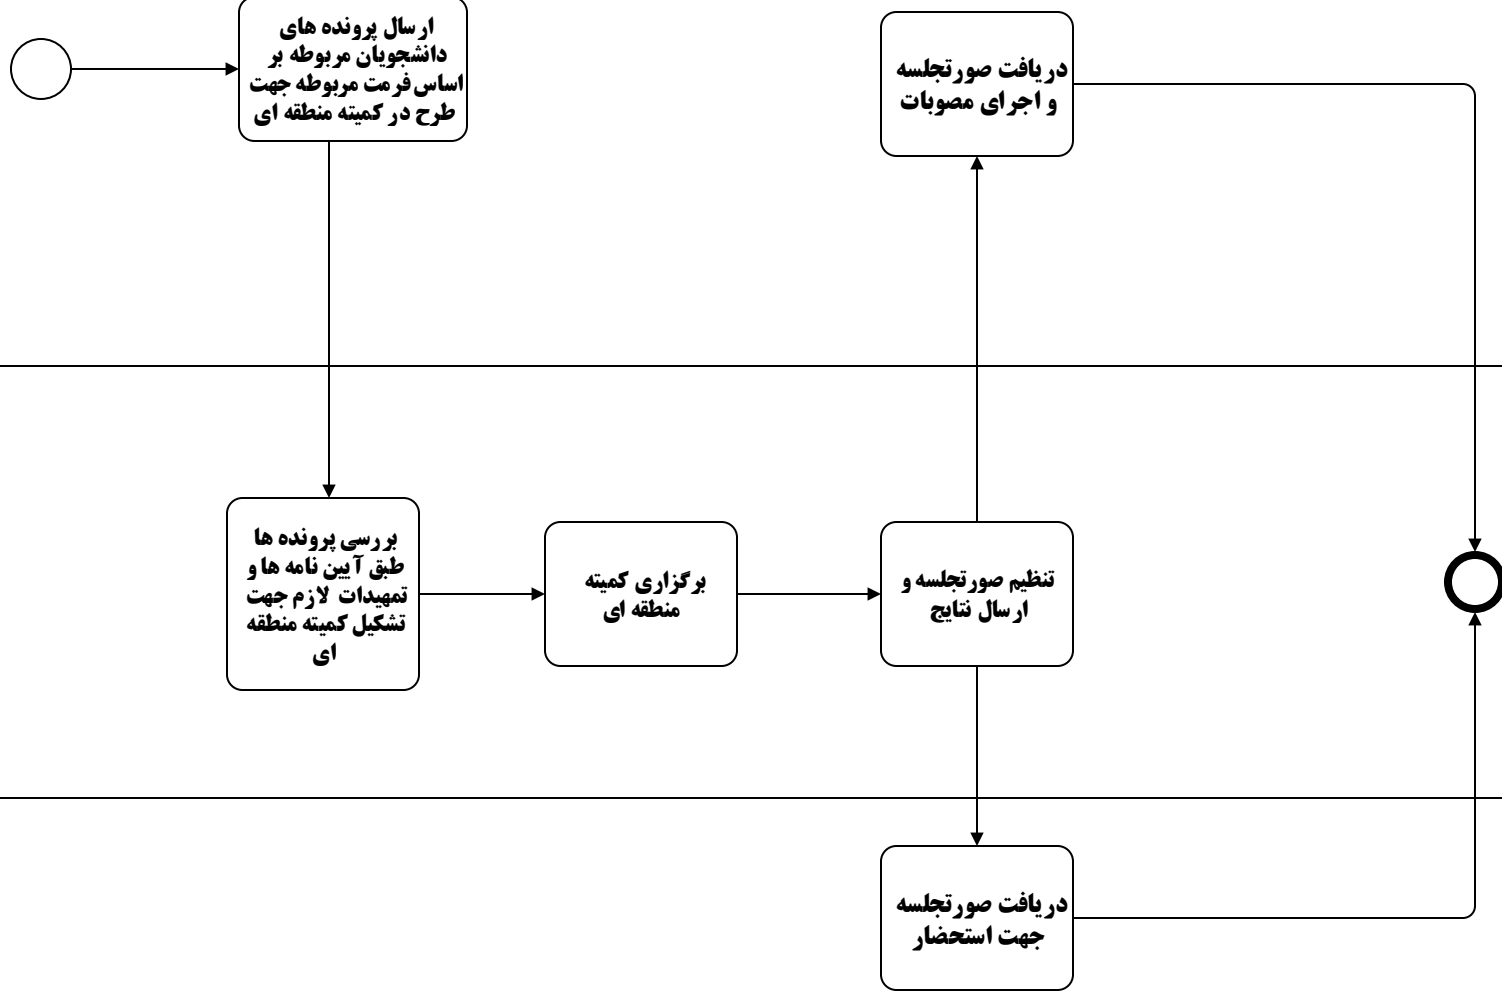 ارسال پرونده های
دانشجویان مربوطه بر
اساس فرمت مربوطه جهت
طرح در کمیته منطقه ای
دریافت صورتجلسه
و اجرای مصوبات
بررسی پرونده ها
طبق آیین نامه ها و
تمهیدات لازم جهت
تشکیل کمیته منطقه
ای
برگزاری کمیته
منطقه ای
تنظیم صورتجلسه و
ارسال نتایج
دریافت صورتجلسه
جهت استحضار